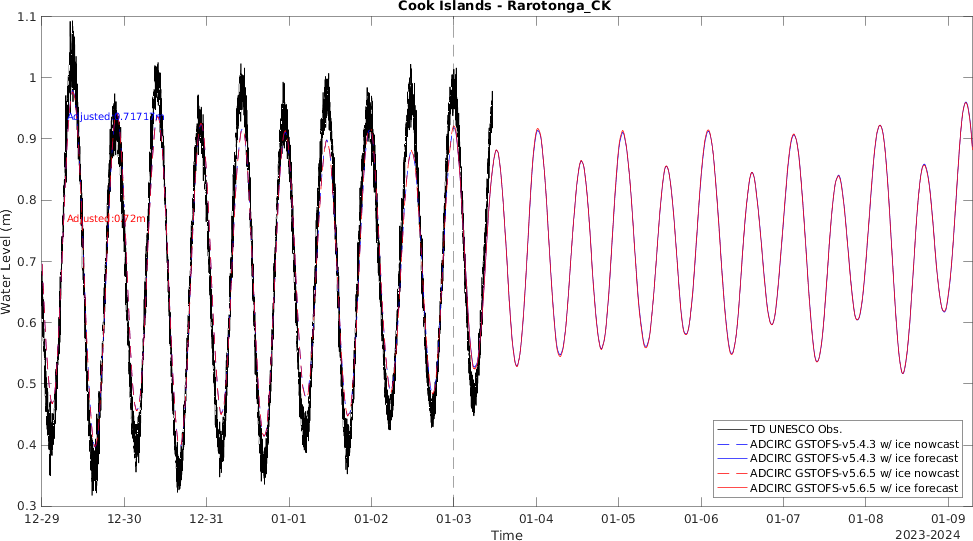 Cook Islands - Rarotonga_CK
Water Level (m)
1.1
1
0.9
0.8
0.7
0.6
0.5
0.4
0.3
Adjusted:0.72m
TD UNESCO Obs.
ADCIRC GSTOFS-v5.4.3 w/ ice nowcast
ADCIRC GSTOFS-v5.4.3 w/ ice forecast
ADCIRC GSTOFS-v5.6.5 w/ ice nowcast
ADCIRC GSTOFS-v5.6.5 w/ ice forecast
12-29 12-30 12-31 01-01 01-02 01-03 01-04 01-05 01-06 01-07 01-08 01-09
Time
2023-2024